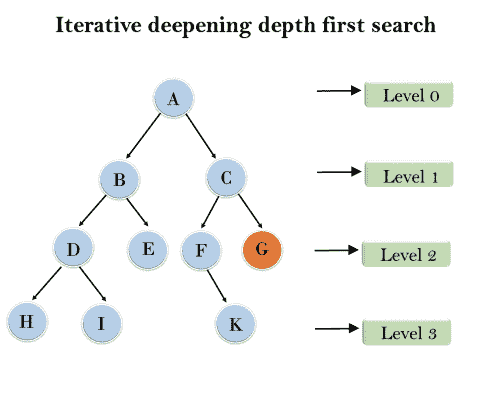 Iterative deepening depth first search
A
Level 0
B
C
Level 1
D
E
F
G
Level 2
H
I
K
Level 3